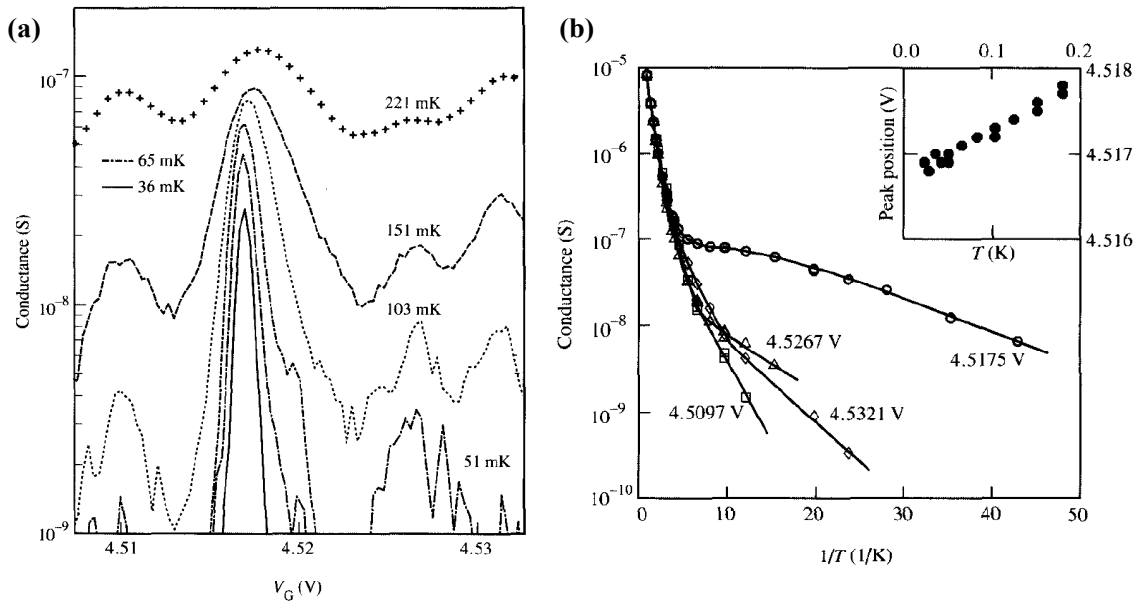 (a)
10⁻⁷
10⁻⁸
10⁻⁹
Conductance (S)
221 mK
65 mK
36 mK
151 mK
103 mK
51 mK
4.51
4.52
4.53
V_G (V)
(b)
10⁻⁵
10⁻⁶
10⁻⁷
10⁻⁸
10⁻⁹
10⁻¹⁰
Conductance (S)
0.0
0.1
0.2
4.518
4.517
4.516
Peak position (V)
T (K)
4.5267 V
4.5175 V
4.5097 V
4.5321 V
0
10
20
30
40
50
1/T (1/K)